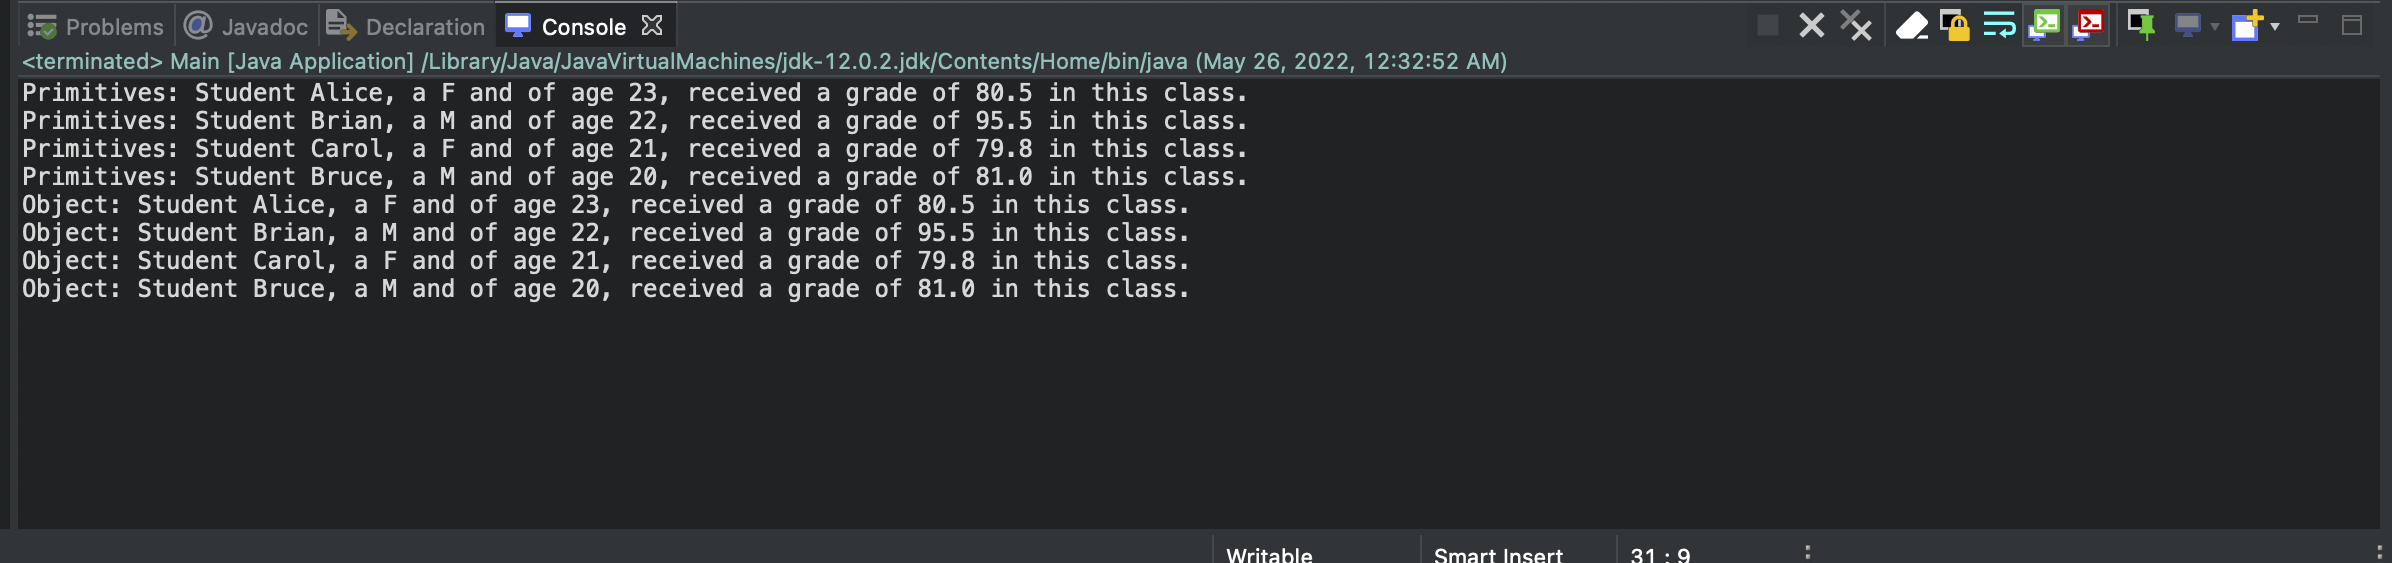 Problems @ Javadoc Declaration Console
<terminated> Main [Java Application] /Library/Java/JavaVirtualMachines/jdk-12.0.2.jdk/Contents/Home/bin/java (May 26, 2022, 12:32:52 AM)
Primitives: Student Alice, a F and of age 23, received a grade of 80.5 in this class.
Primitives: Student Brian, a M and of age 22, received a grade of 95.5 in this class.
Primitives: Student Carol, a F and of age 21, received a grade of 79.8 in this class.
Primitives: Student Bruce, a M and of age 20, received a grade of 81.0 in this class.
Object: Student Alice, a F and of age 23, received a grade of 80.5 in this class.
Object: Student Brian, a M and of age 22, received a grade of 95.5 in this class.
Object: Student Carol, a F and of age 21, received a grade of 79.8 in this class.
Object: Student Bruce, a M and of age 20, received a grade of 81.0 in this class.
Writable Smart Insert 31 : 9